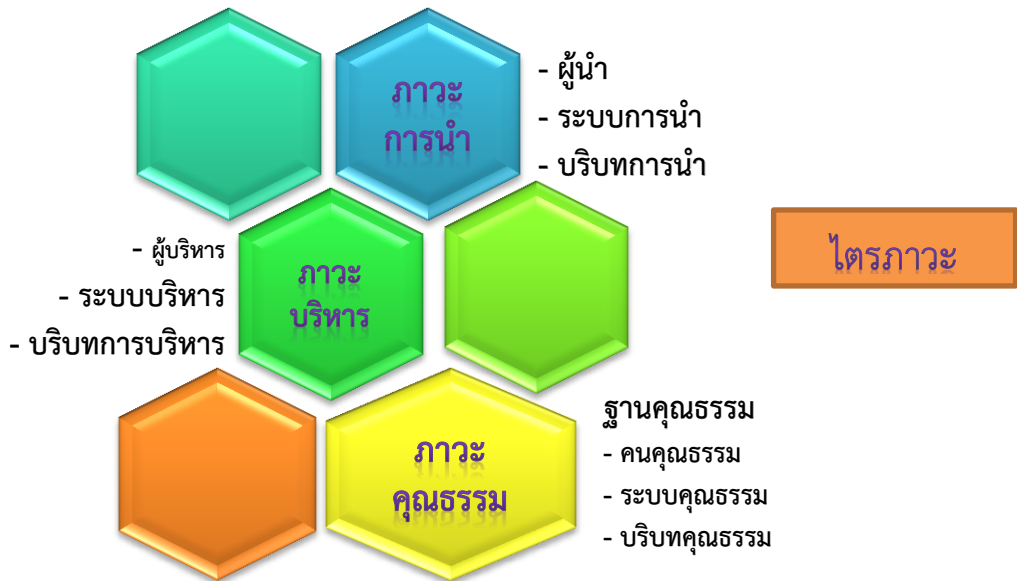 ภาวะ
การนำ
- ผู้นำ
- ระบบการนำ
- บริบทการนำ
ไตรภาวะ
- ผู้บริหาร
- ระบบบริหาร
- บริบทการบริหาร
ภาวะ
บริหาร
ภาวะ
คุณธรรม
ฐานคุณธรรม
- คนคุณธรรม
- ระบบคุณธรรม
- บริบทคุณธรรม